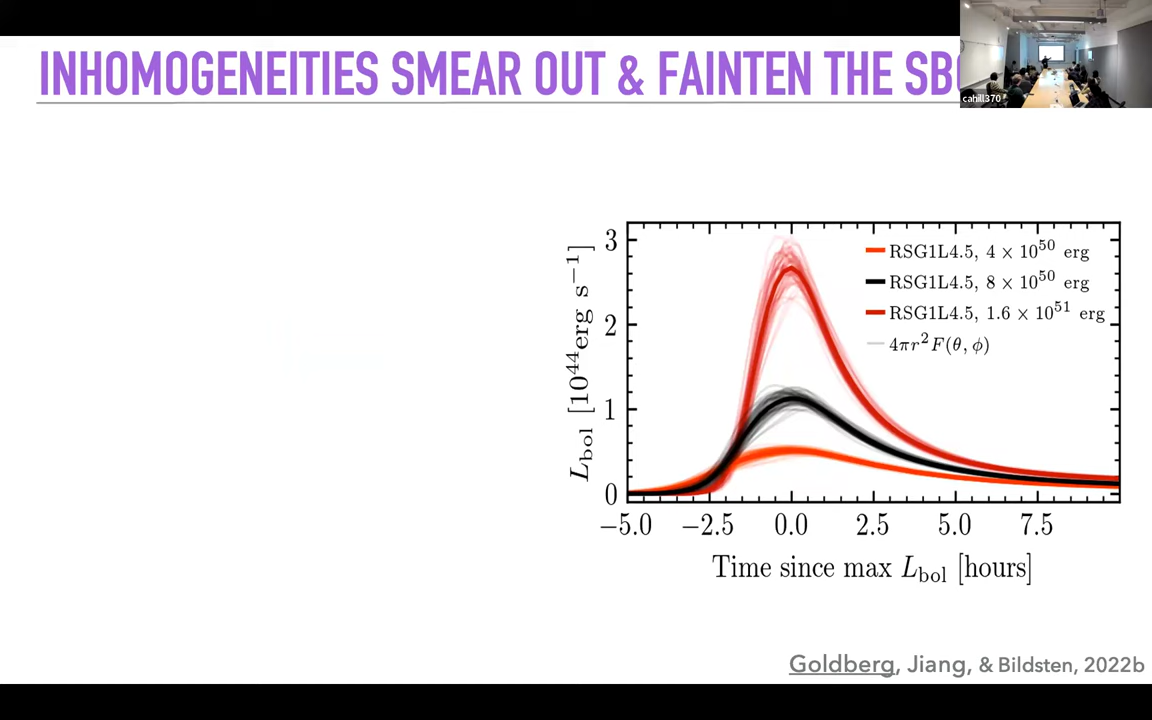 INHOMOGENEITIES SMEAR OUT & FAINTEN THE SB
cahill370
3
2
1
0
L_bol [10^44 erg s^−1]
RSG1L4.5, 4 × 10^50 erg
RSG1L4.5, 8 × 10^50 erg
RSG1L4.5, 1.6 × 10^51 erg
4πr^2F(θ, ϕ)
−5.0 −2.5 0.0 2.5 5.0 7.5
Time since max L_bol [hours]
Goldberg, Jiang, & Bildsten, 2022b